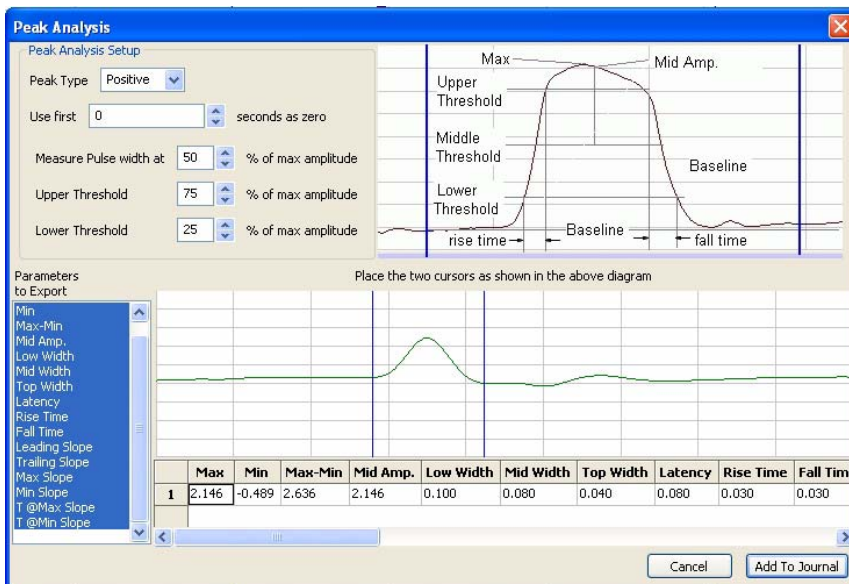 Peak Analysis
Peak Analysis Setup
Peak Type Positive
Use first 0 seconds as zero
Measure Pulse width at 50 % of max amplitude
Upper Threshold 75 % of max amplitude
Lower Threshold 25 % of max amplitude
Max
Mid Amp.
Upper
Threshold
Middle
Threshold
Baseline
Lower
Threshold
Baseline
rise time
fall time
Parameters
to Export
Place the two cursors as shown in the above diagram
Min
Max-Min
Mid Amp.
Low Width
Mid Width
Top Width
Latency
Rise Time
Fall Time
Leading Slope
Trailing Slope
Max Slope
Min Slope
T @Max Slope
T @Min Slope
Max Min Max-Min Mid Amp. Low Width Mid Width Top Width Latency Rise Time Fall Tim
1 2.146 -0.489 2.636 2.146 0.100 0.080 0.040 0.080 0.030 0.030
Cancel Add To Journal